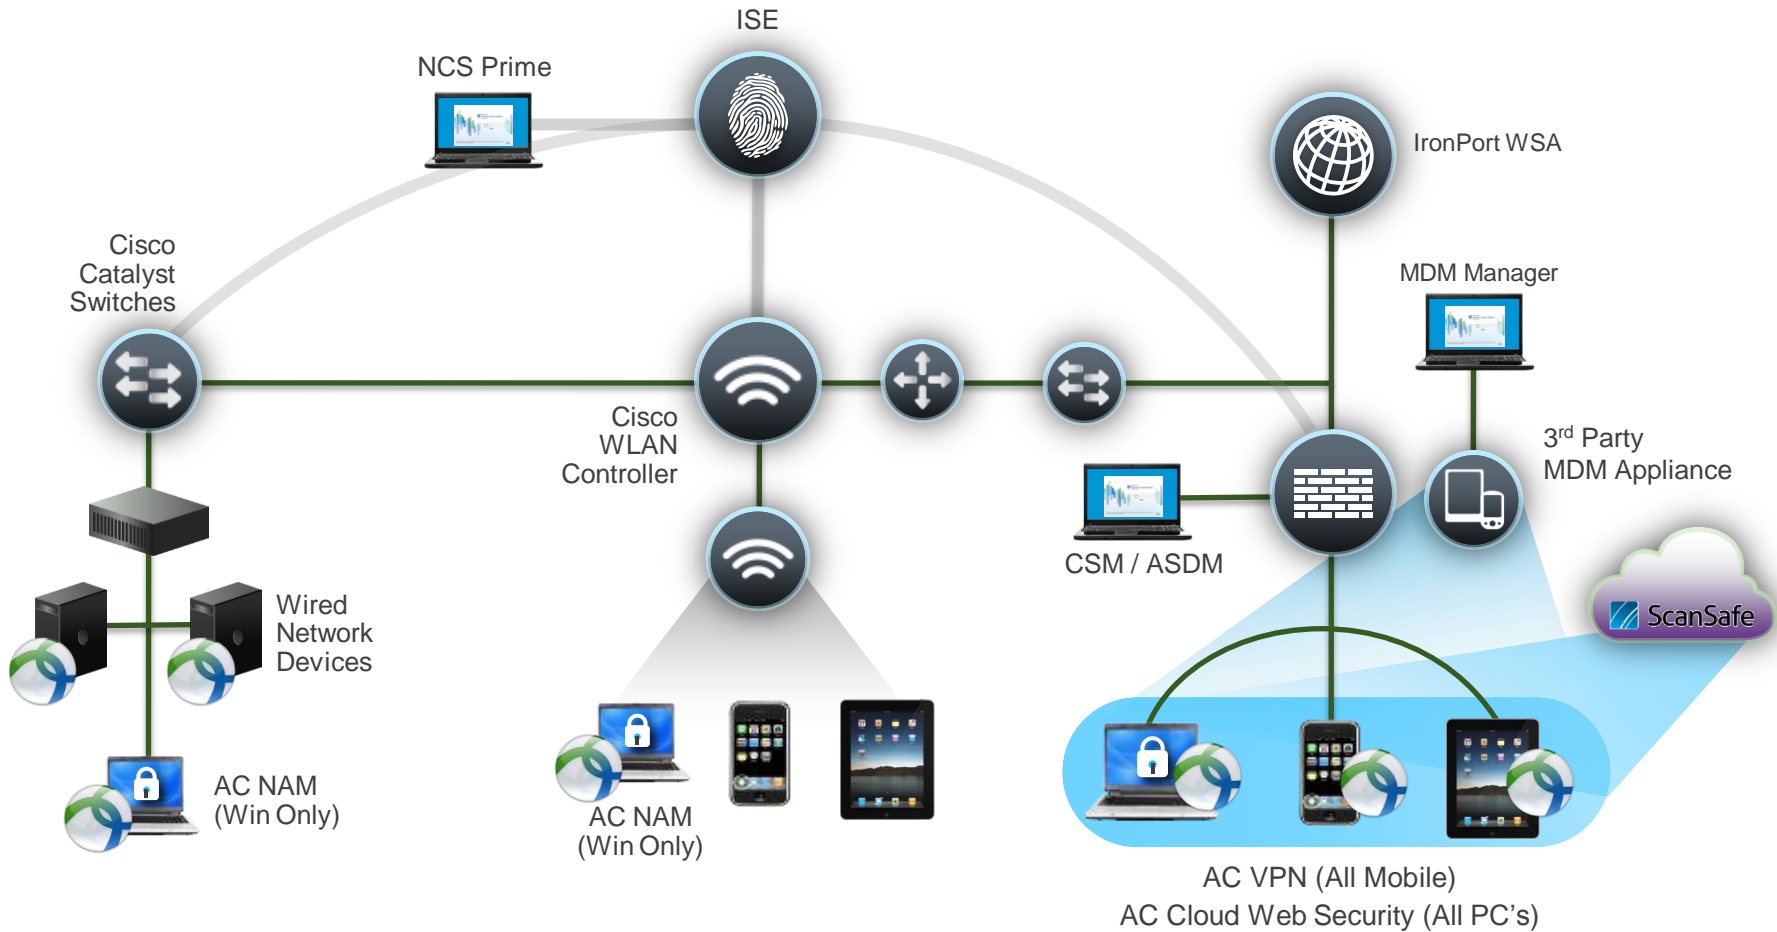 ISE
NCS Prime
IronPort WSA
Cisco
Catalyst
Switches
MDM Manager
Cisco
WLAN
Controller
3rd Party
MDM Appliance
CSM / ASDM
ScanSafe
Wired
Network
Devices
AC NAM
(Win Only)
AC NAM
(Win Only)
AC VPN (All Mobile)
AC Cloud Web Security (All PC's)